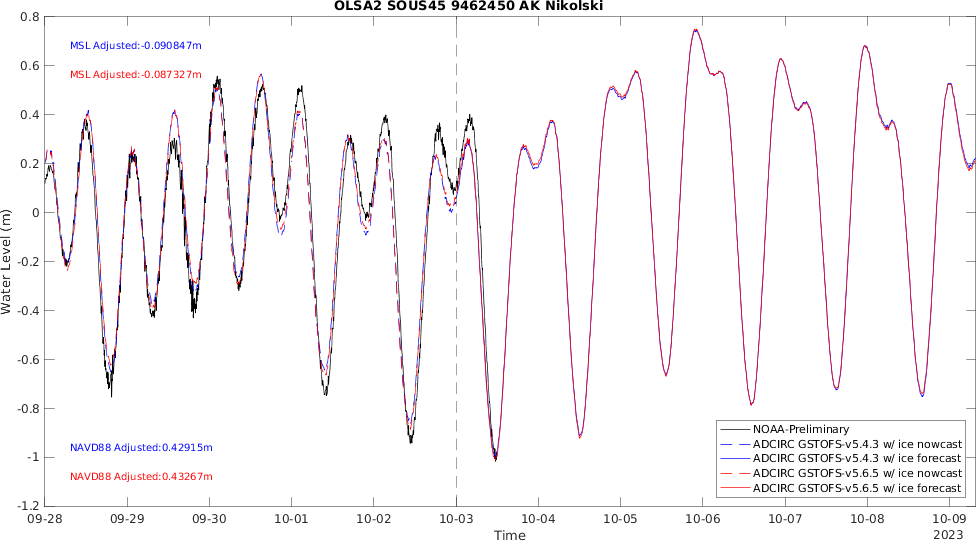 OLSA2 SOUS45 9462450 AK Nikolski
MSL Adjusted:-0.090847m
MSL Adjusted:-0.087327m
Water Level (m)
0.8
0.6
0.4
0.2
0
-0.2
-0.4
-0.6
-0.8
-1
-1.2
NAVD88 Adjusted:0.42915m
NAVD88 Adjusted:0.43267m
NOAA-Preliminary
ADCIRC GSTOFS-v5.4.3 w/ ice nowcast
ADCIRC GSTOFS-v5.4.3 w/ ice forecast
ADCIRC GSTOFS-v5.6.5 w/ ice nowcast
ADCIRC GSTOFS-v5.6.5 w/ ice forecast
09-28 09-29 09-30 10-01 10-02 10-03 10-04 10-05 10-06 10-07 10-08 10-09
2023
Time